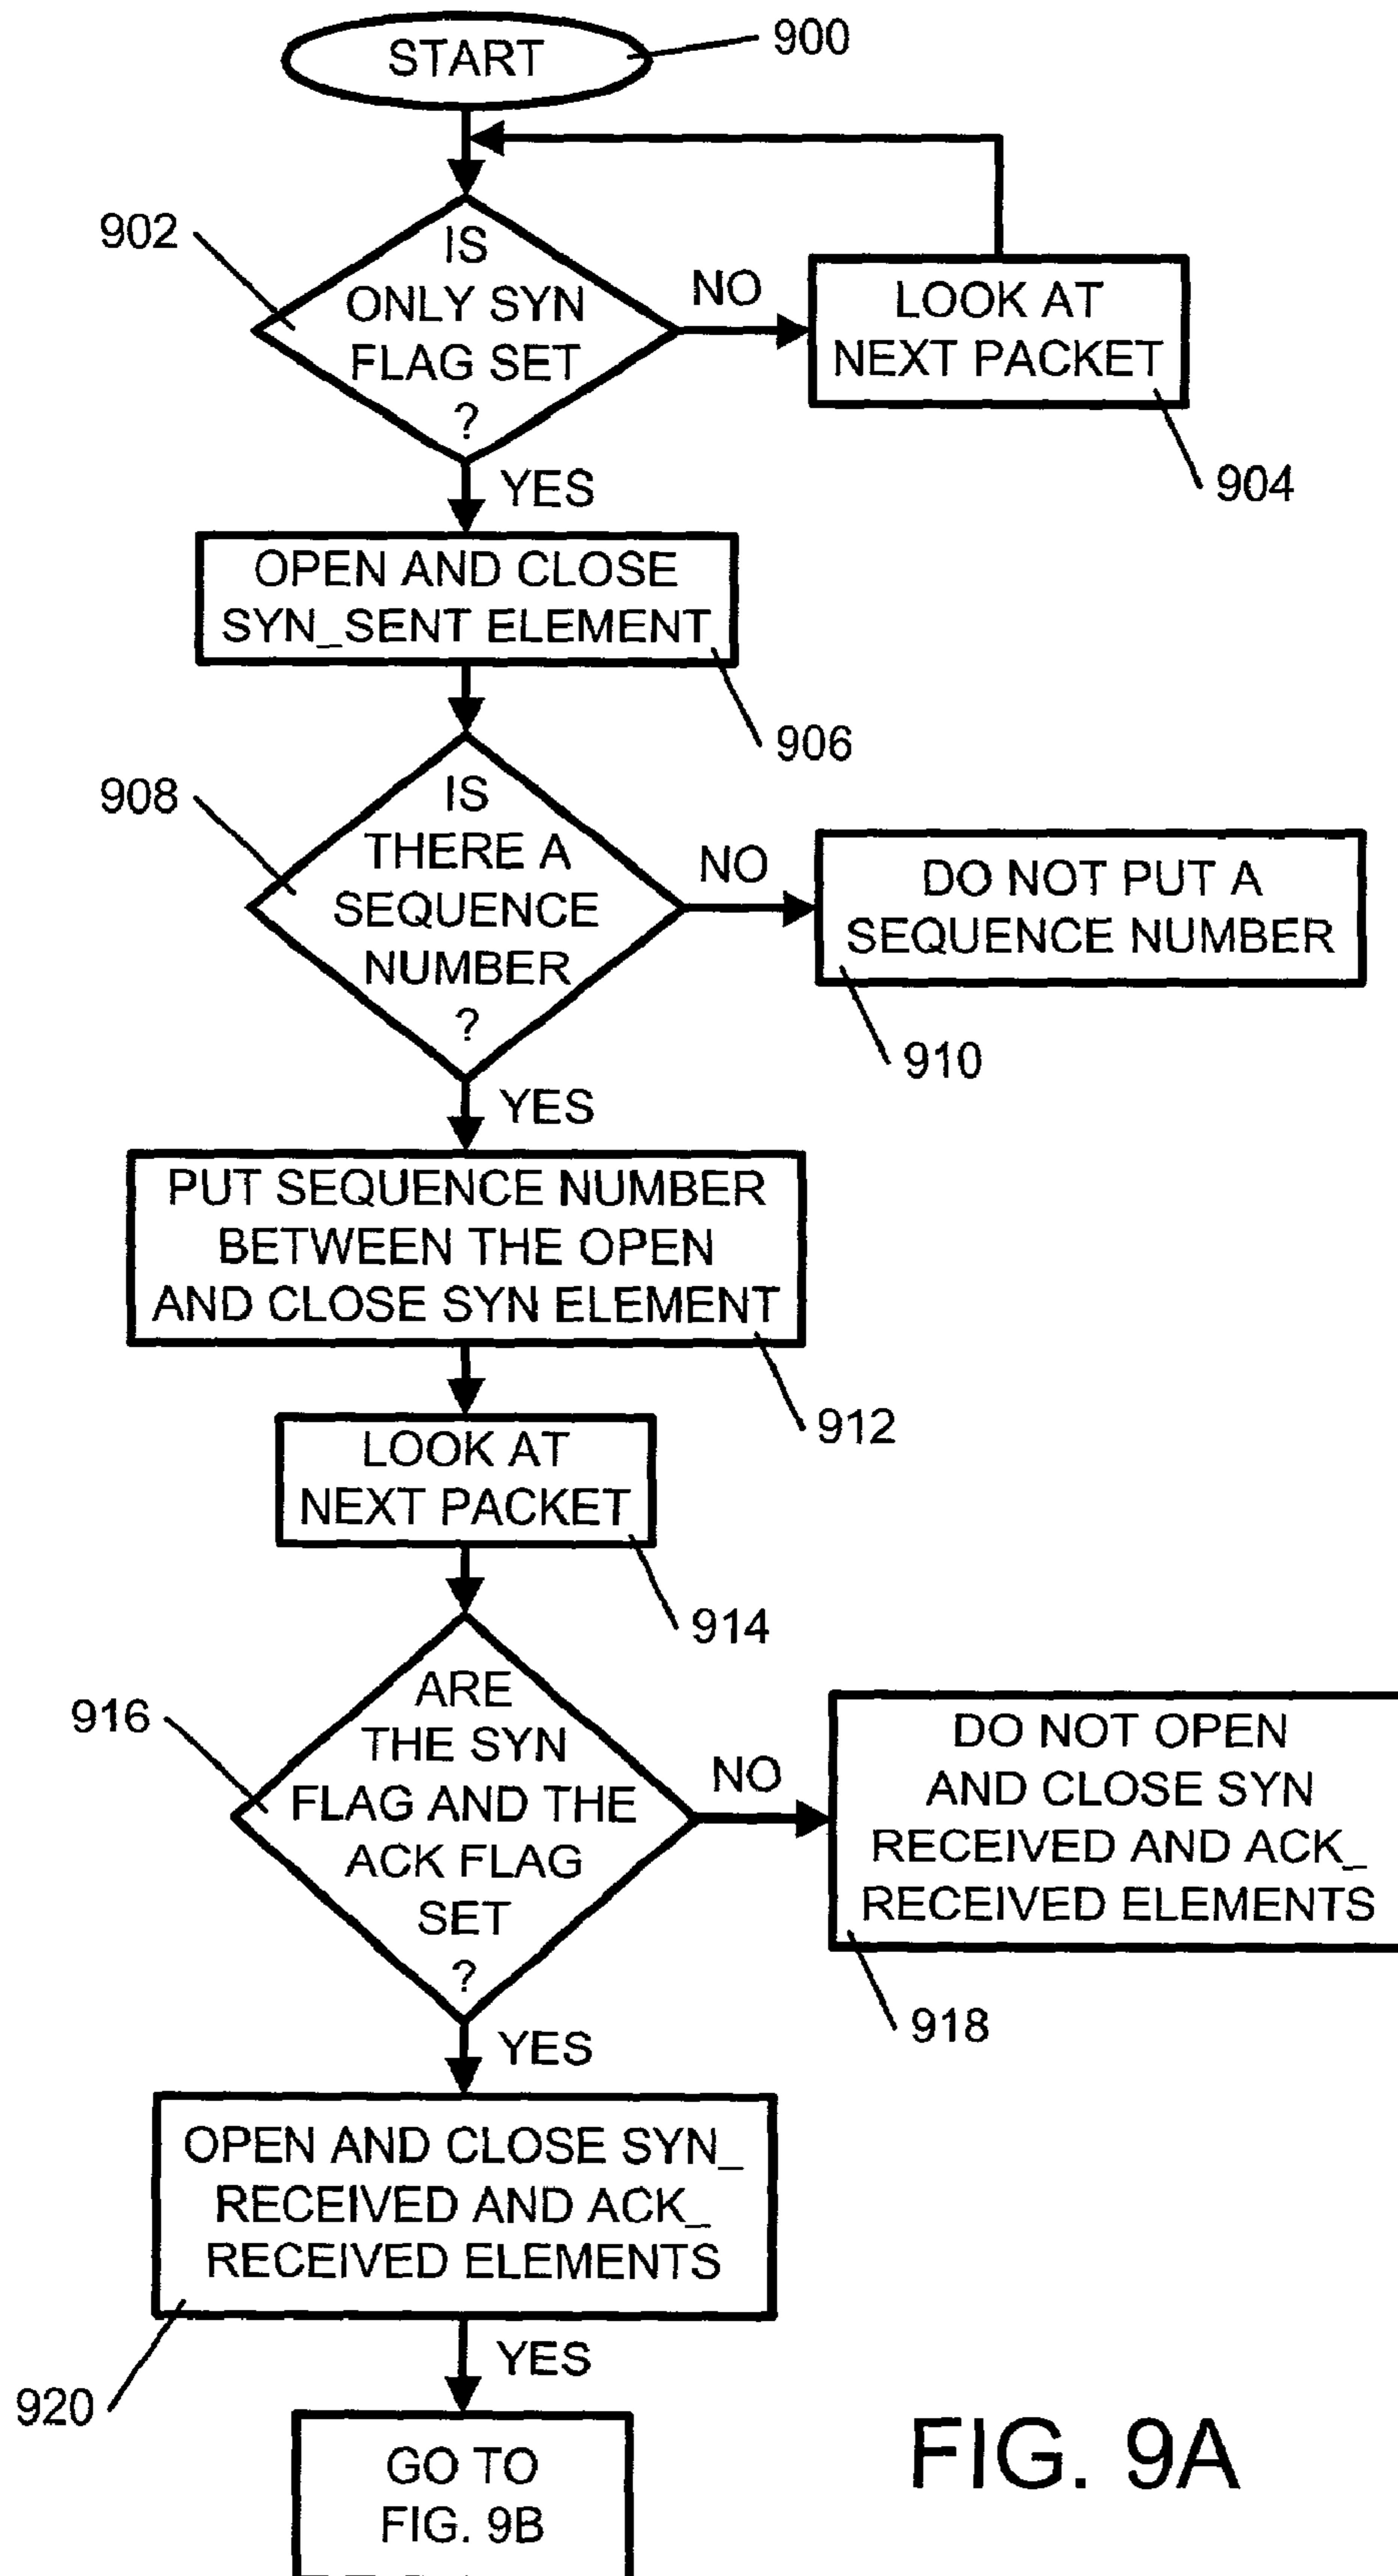 START
900
902
IS
ONLY SYN
FLAG SET
?
NO
LOOK AT
NEXT PACKET
904
YES
OPEN AND CLOSE
SYN_SENT ELEMENT
906
908
IS
THERE A
SEQUENCE
NUMBER
?
NO
DO NOT PUT A
SEQUENCE NUMBER
910
YES
PUT SEQUENCE NUMBER
BETWEEN THE OPEN
AND CLOSE SYN ELEMENT
912
LOOK AT
NEXT PACKET
914
916
ARE
THE SYN
FLAG AND THE
ACK FLAG
SET
?
NO
DO NOT OPEN
AND CLOSE SYN
RECEIVED AND ACK_
RECEIVED ELEMENTS
918
YES
OPEN AND CLOSE SYN_
RECEIVED AND ACK_
RECEIVED ELEMENTS
920
YES
GO TO
FIG. 9B
FIG. 9A